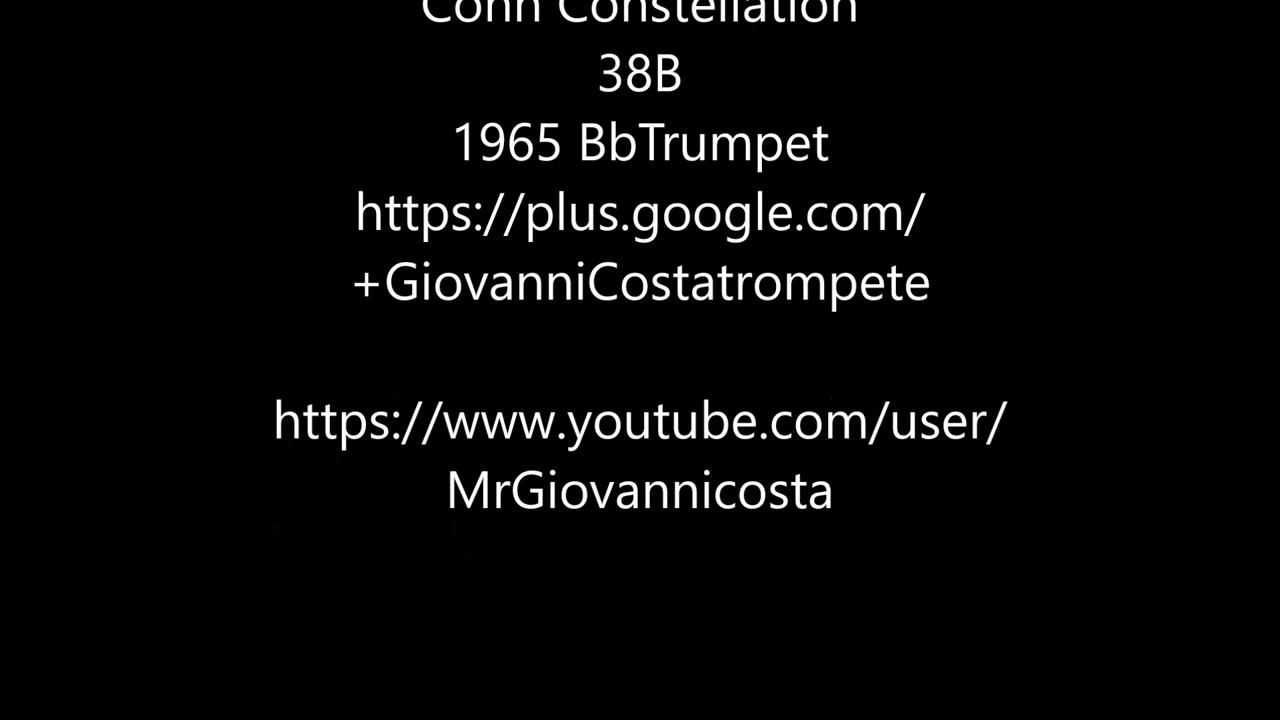 Conn Constellation
38B
1965 BbTrumpet
https://plus.google.com/
+GiovanniCostatrompete
https://www.youtube.com/user/
MrGiovannicosta